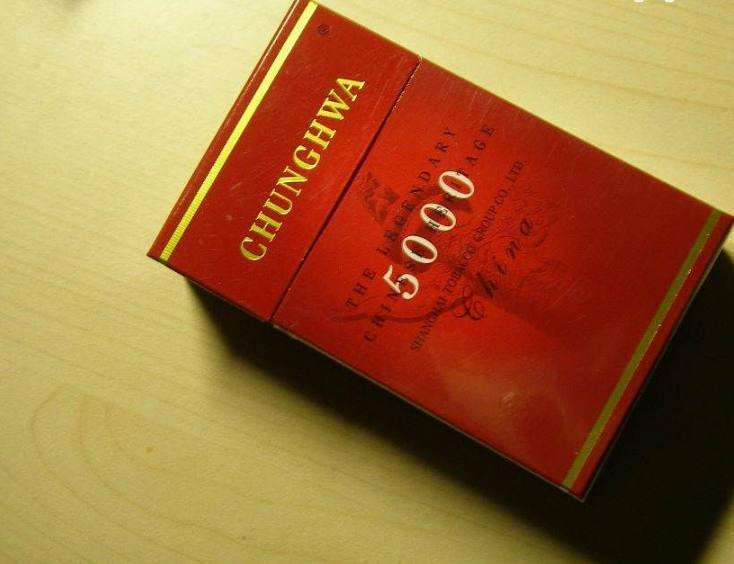 CHUNGHWA
®
THE LEGENDARY
CHINESE HERITAGE
5000
SHANGHAI TOBACCO GROUP CO., LTD.
China